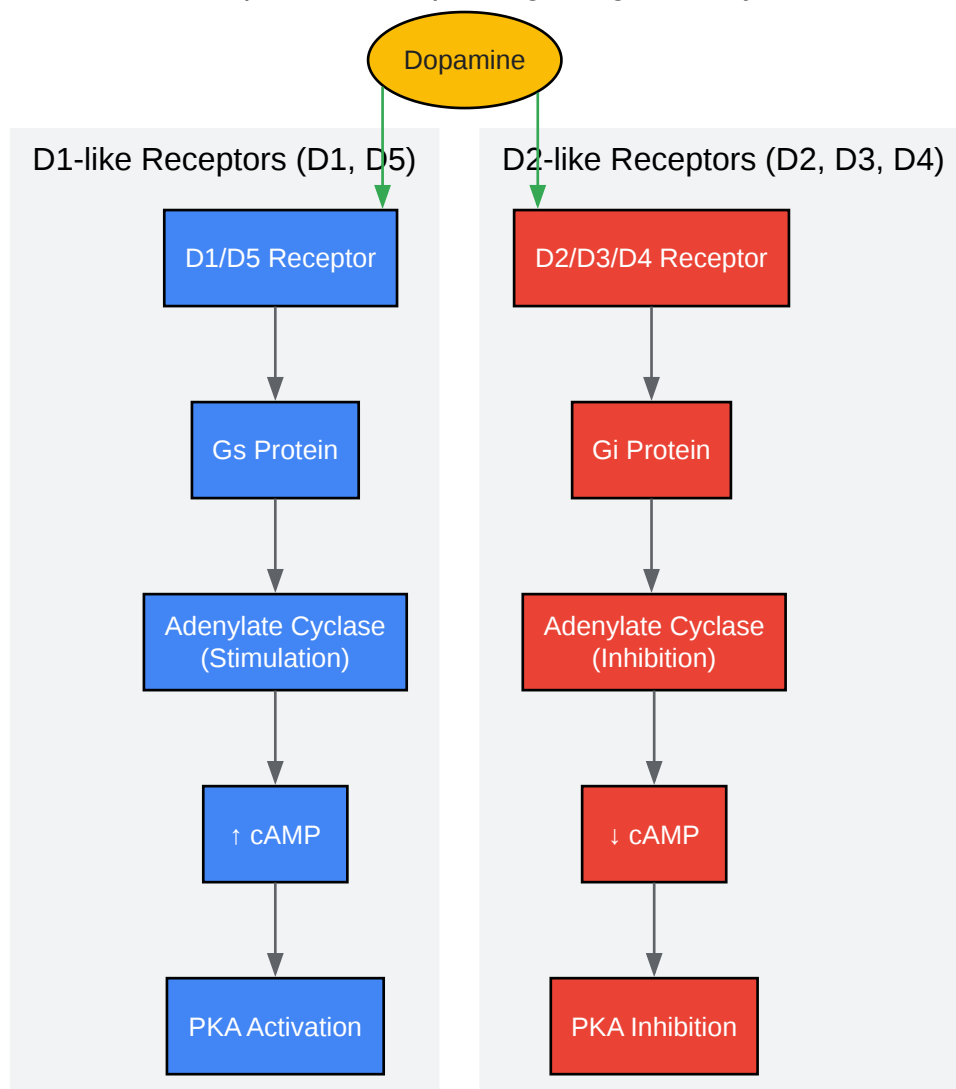 Dopamine
D1-like Receptors (D1, D5)
D2-like Receptors (D2, D3, D4)
D1/D5 Receptor
D2/D3/D4 Receptor
Gs Protein
Gi Protein
Adenylate Cyclase
(Stimulation)
Adenylate Cyclase
(Inhibition)
↑ cAMP
↓ cAMP
PKA Activation
PKA Inhibition